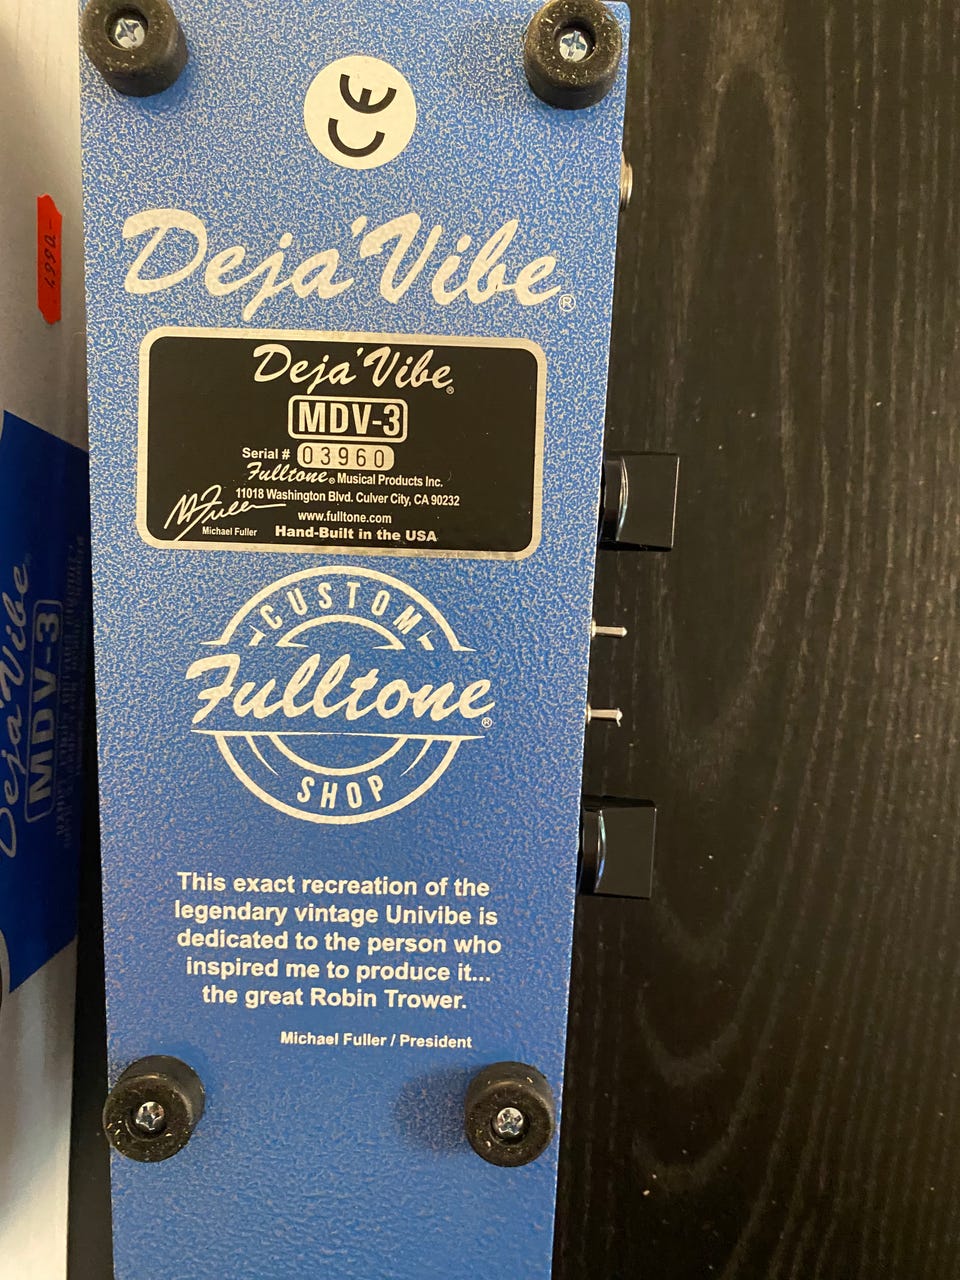 CE
Deja'Vibe®
Deja'Vibe®
MDV-3
Serial # 03960
Fulltone® Musical Products Inc.
11018 Washington Blvd. Culver City, CA 90232
www.fulltone.com
M Fuller
Michael Fuller Hand-Built in the USA
CUSTOM
Fulltone®
SHOP
This exact recreation of the
legendary vintage Univibe is
dedicated to the person who
inspired me to produce it...
the great Robin Trower.
Michael Fuller / President
Deja'Vibe
MDV-3